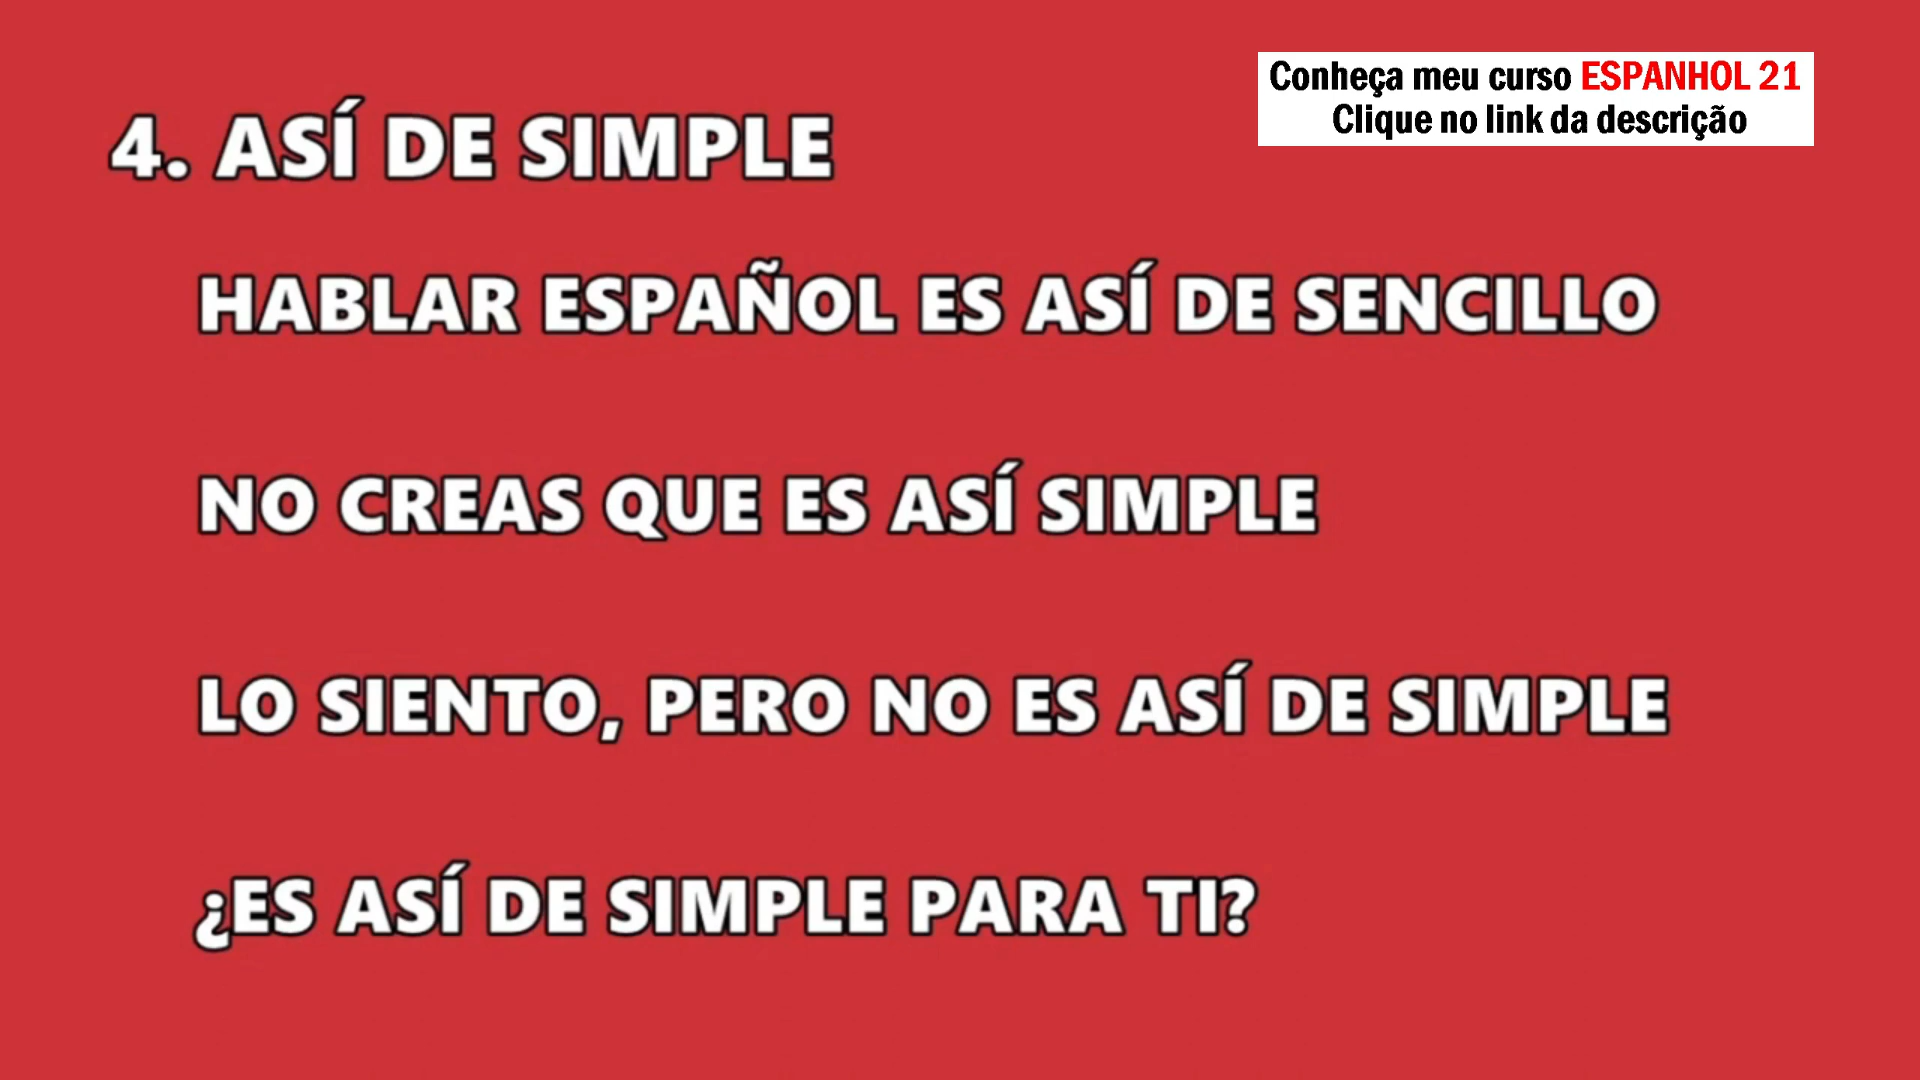 Conheça meu curso ESPANHOL 21
Clique no link da descrição
4. ASÍ DE SIMPLE
HABLAR ESPAÑOL ES ASÍ DE SENCILLO
NO CREAS QUE ES ASÍ SIMPLE
LO SIENTO, PERO NO ES ASÍ DE SIMPLE
¿ES ASÍ DE SIMPLE PARA TI?